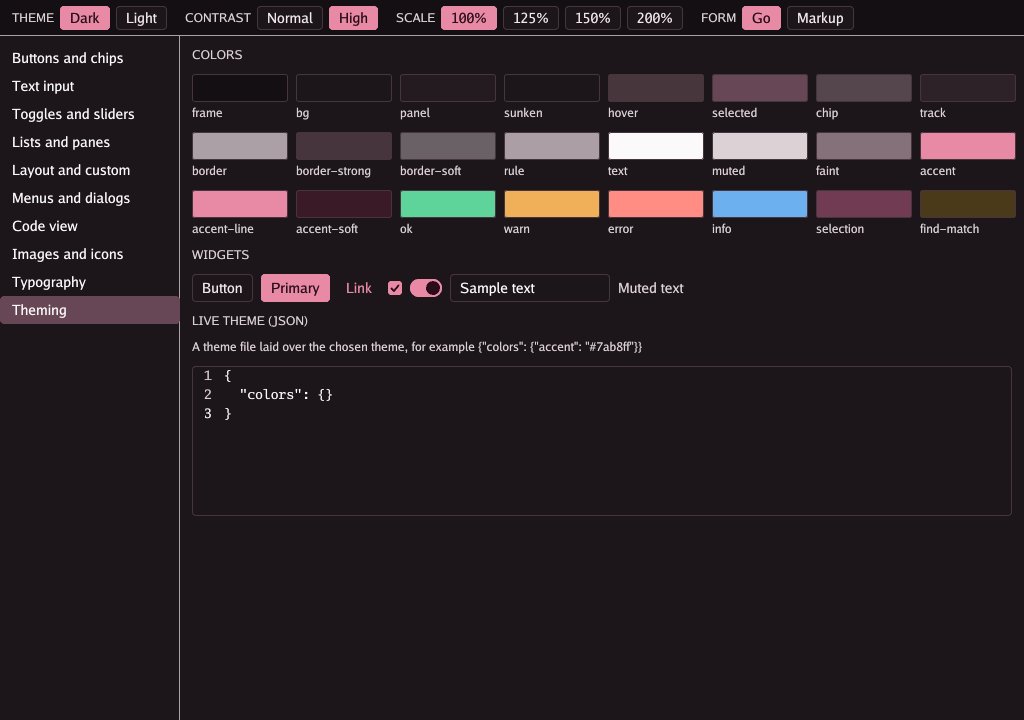 THEME Dark Light CONTRAST Normal High SCALE 100% 125% 150% 200% FORM Go Markup
Buttons and chips
Text input
Toggles and sliders
Lists and panes
Layout and custom
Menus and dialogs
Code view
Images and icons
Typography
Theming
COLORS
frame bg panel sunken hover selected chip track
border border-strong border-soft rule text muted faint accent
accent-line accent-soft ok warn error info selection find-match
WIDGETS
Button Primary Link Sample text Muted text
LIVE THEME (JSON)
A theme file laid over the chosen theme, for example {"colors": {"accent": "#7ab8ff"}}
1 {
2   "colors": {}
3 }